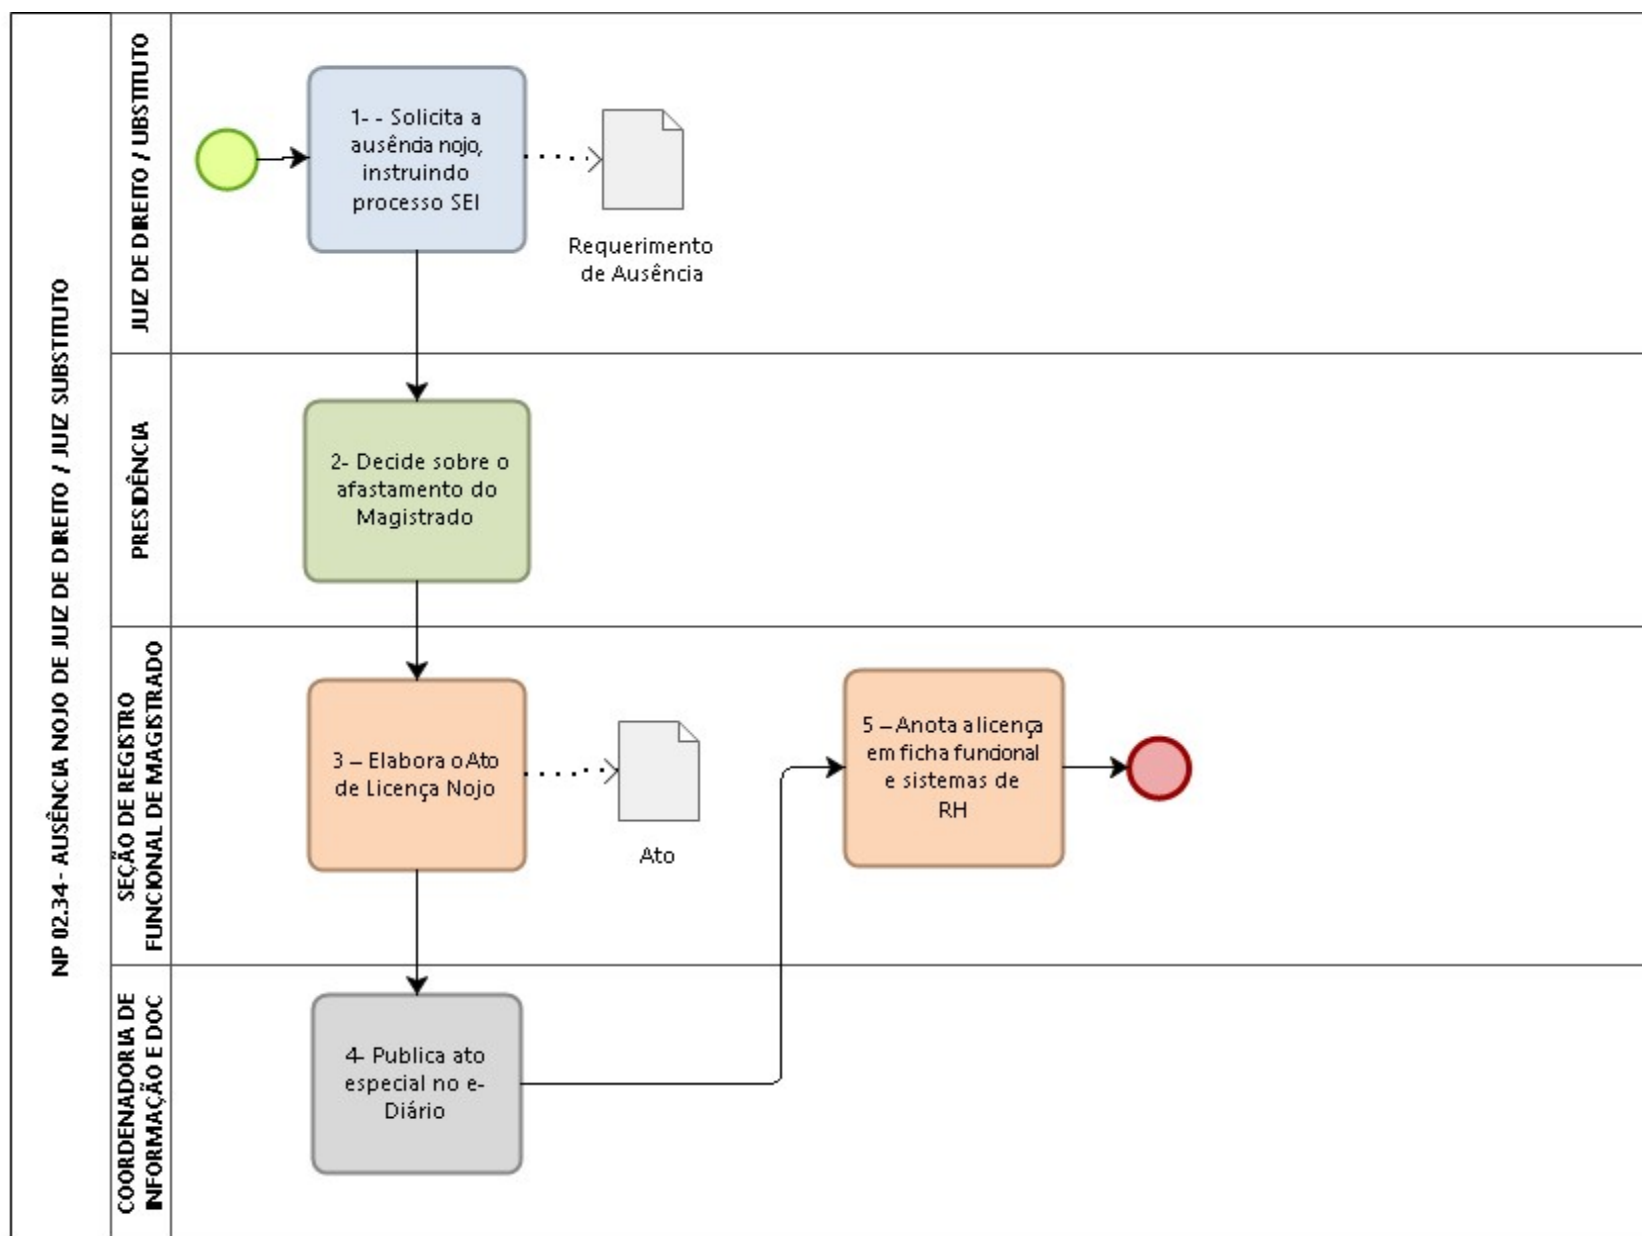 NP 02.34 - AUSÊNCIA NOJO DE JUIZ DE DIREITO / JUIZ SUBSTITUTO
JUIZ DE DIREITO / UBSTITUTO
1- - Solicita a
ausência nojo,
instruindo
processo SEI
Requerimento
de Ausência
PRESIDÊNCIA
2- Decide sobre o
afastamento do
Magistrado
SEÇÃO DE REGISTRO
FUNCIONAL DE MAGISTRADO
3 – Elabora o Ato
de Licença Nojo
Ato
5 – Anota a licença
em ficha funcional
e sistemas de
RH
COORDENADORIA DE
INFORMAÇÃO E DOC
4- Publica ato
especial no e-
Diário